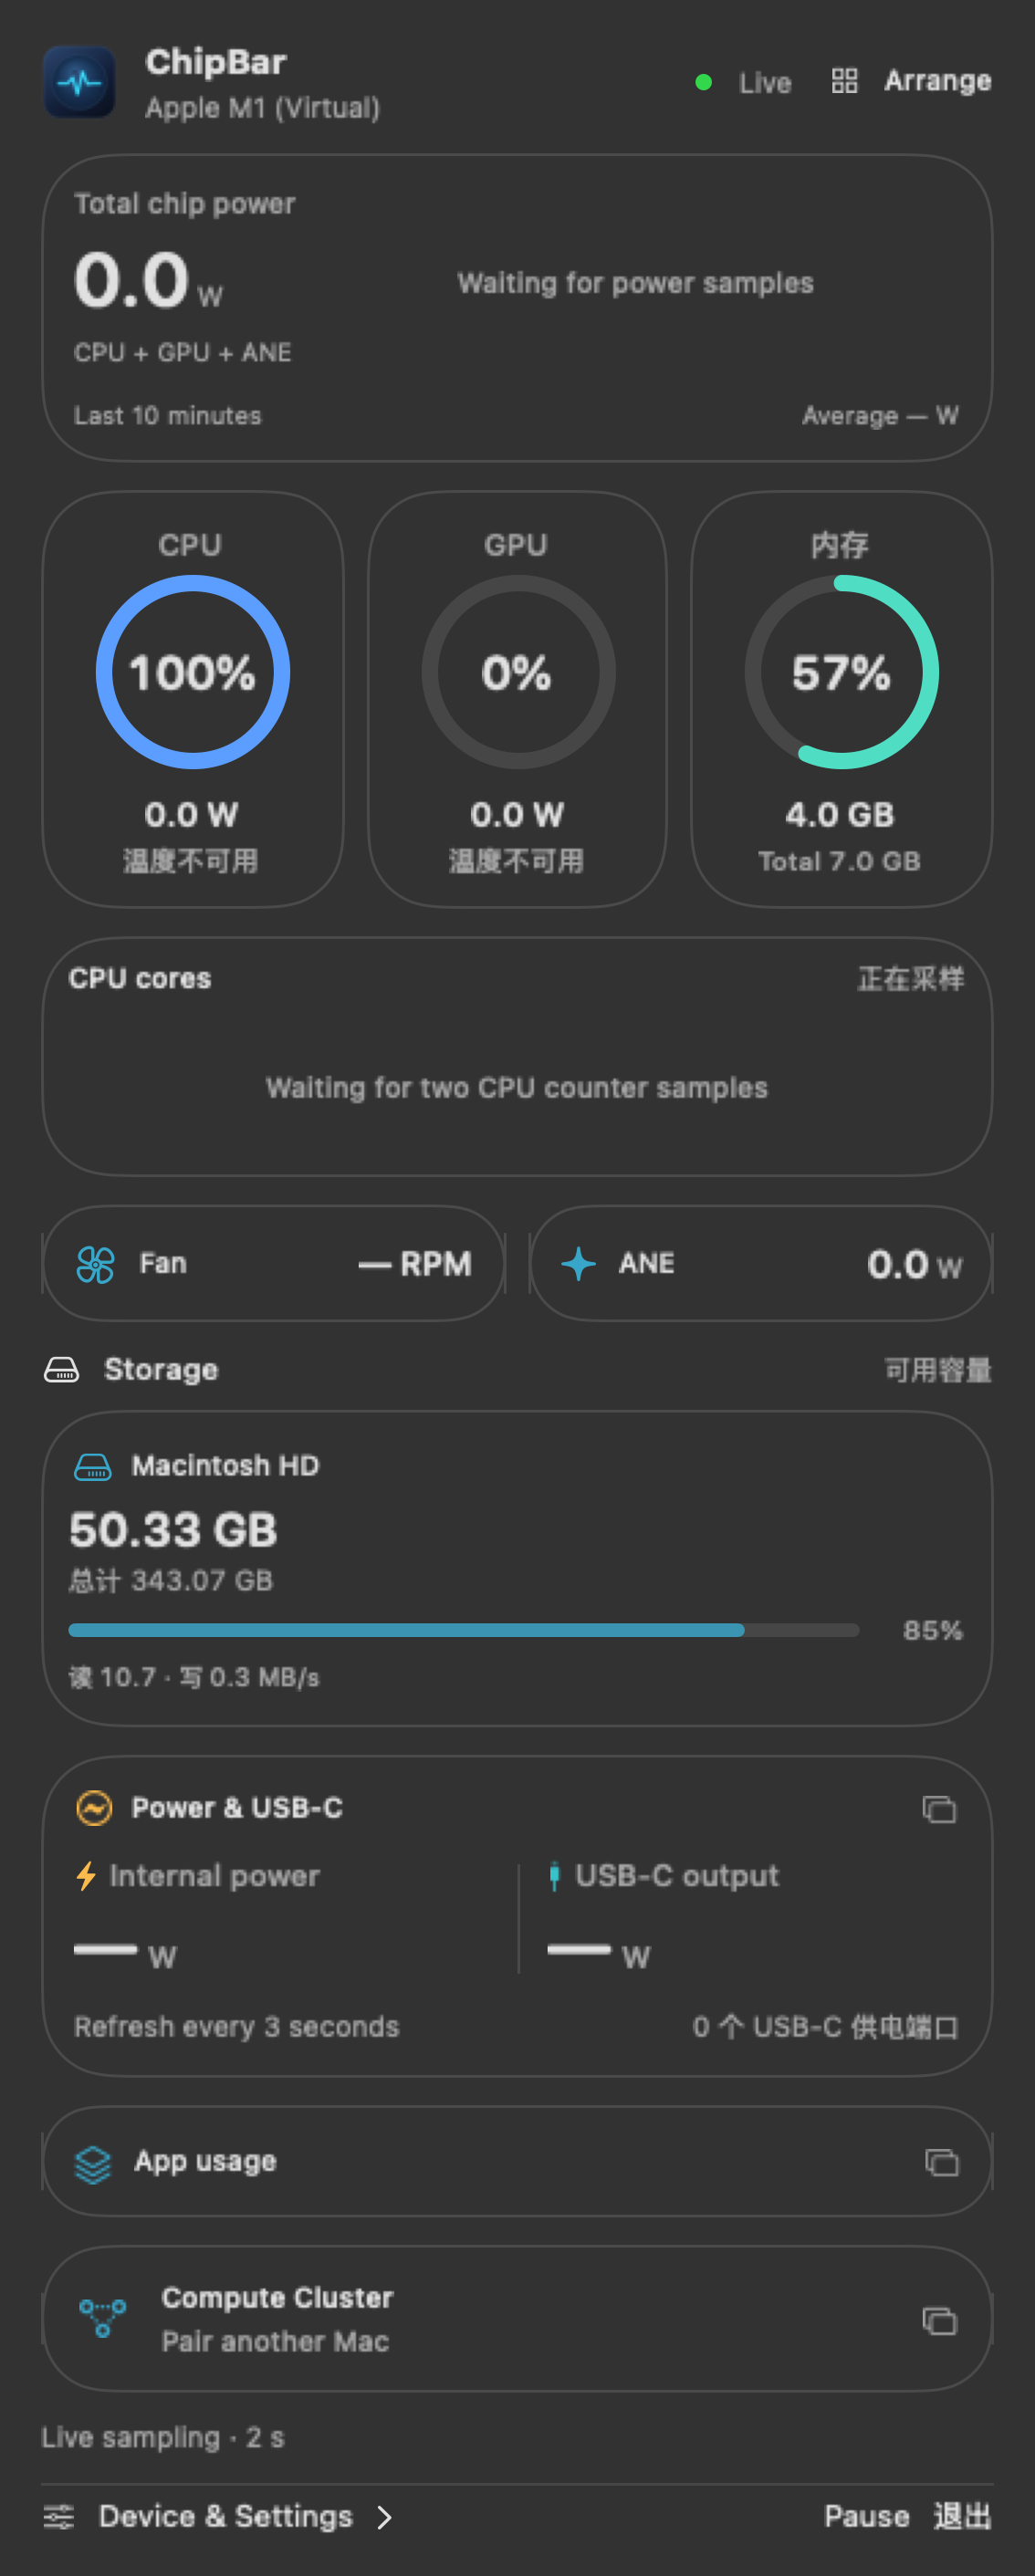 ChipBar
Apple M1 (Virtual)
Live
Arrange
Total chip power
0.0 W
Waiting for power samples
CPU + GPU + ANE
Last 10 minutes
Average — W
CPU
100%
0.0 W
温度不可用
GPU
0%
0.0 W
温度不可用
内存
57%
4.0 GB
Total 7.0 GB
CPU cores
正在采样
Waiting for two CPU counter samples
Fan
— RPM
ANE
0.0 W
Storage
可用容量
Macintosh HD
50.33 GB
总计 343.07 GB
85%
读 10.7 · 写 0.3 MB/s
Power & USB-C
Internal power
— W
USB-C output
— W
Refresh every 3 seconds
0 个 USB-C 供电端口
App usage
Compute Cluster
Pair another Mac
Live sampling · 2 s
Device & Settings
Pause
退出